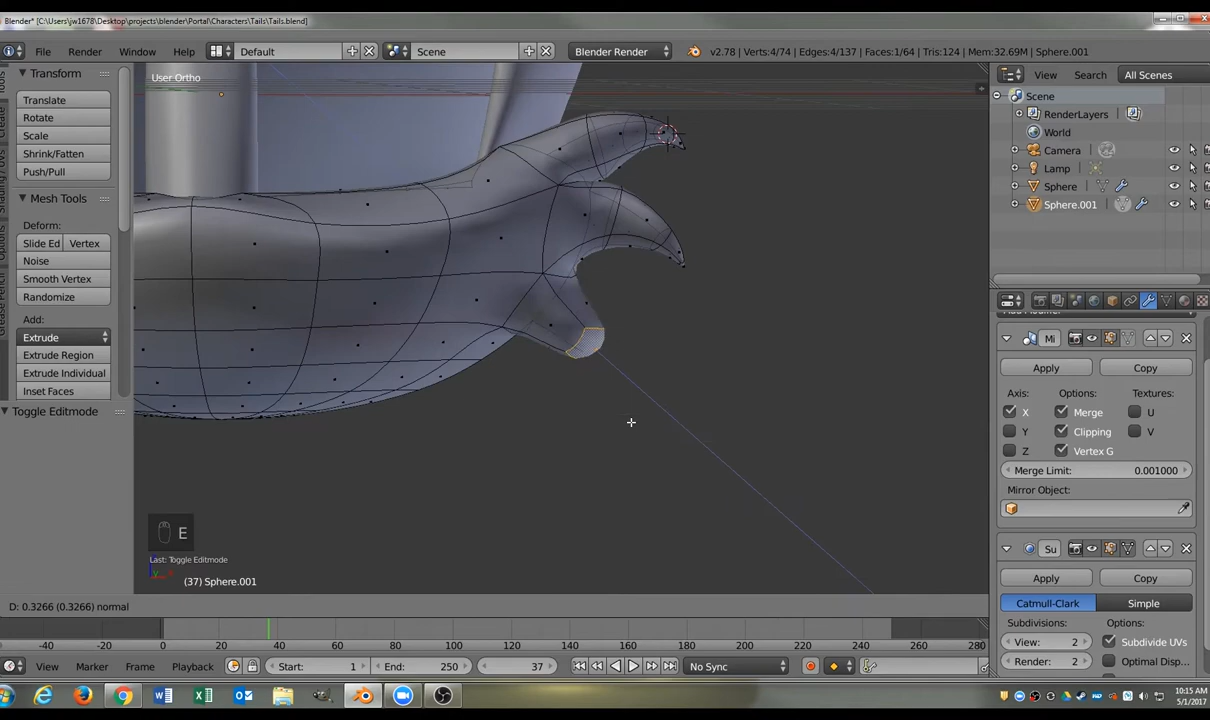 Blender* [C:\Users\jw1678\Desktop\projects\blender\Portal\Characters\Tails\Tails.blend]
File Render Window Help Default Scene Blender Render v2.78 | Verts:4/74 | Edges:4/137 | Faces:1/64 | Tris:124 | Mem:32.69M | Sphere.001
Transform
User Ortho
View Search All Scenes
Scene
Translate
RenderLayers
Rotate
World
Scale
Camera
Shrink/Fatten
Lamp
Push/Pull
Sphere
Mesh Tools
Sphere.001
Deform:
Slide Ed Vertex
Noise
Smooth Vertex
Randomize
Add:
Extrude
Mi
Extrude Region
Apply Copy
Extrude Individual
Inset Faces
Axis: Options: Textures:
Toggle Editmode
X Merge U
Y Clipping V
Z Vertex G
Merge Limit: 0.001000
Mirror Object:
E
Su
Last: Toggle Editmode
(37) Sphere.001
Apply Copy
D: 0.3266 (0.3266) normal
Catmull-Clark Simple
Subdivisions: Options:
View: 2 Subdivide UVs
-40 -20 0 20 40 60 80 100 120 140 160 180 200 220 240 260 280
Render: 2 Optimal Disp...
View Marker Frame Playback Start: 1 End: 250 37 No Sync
10:15 AM
5/1/2017